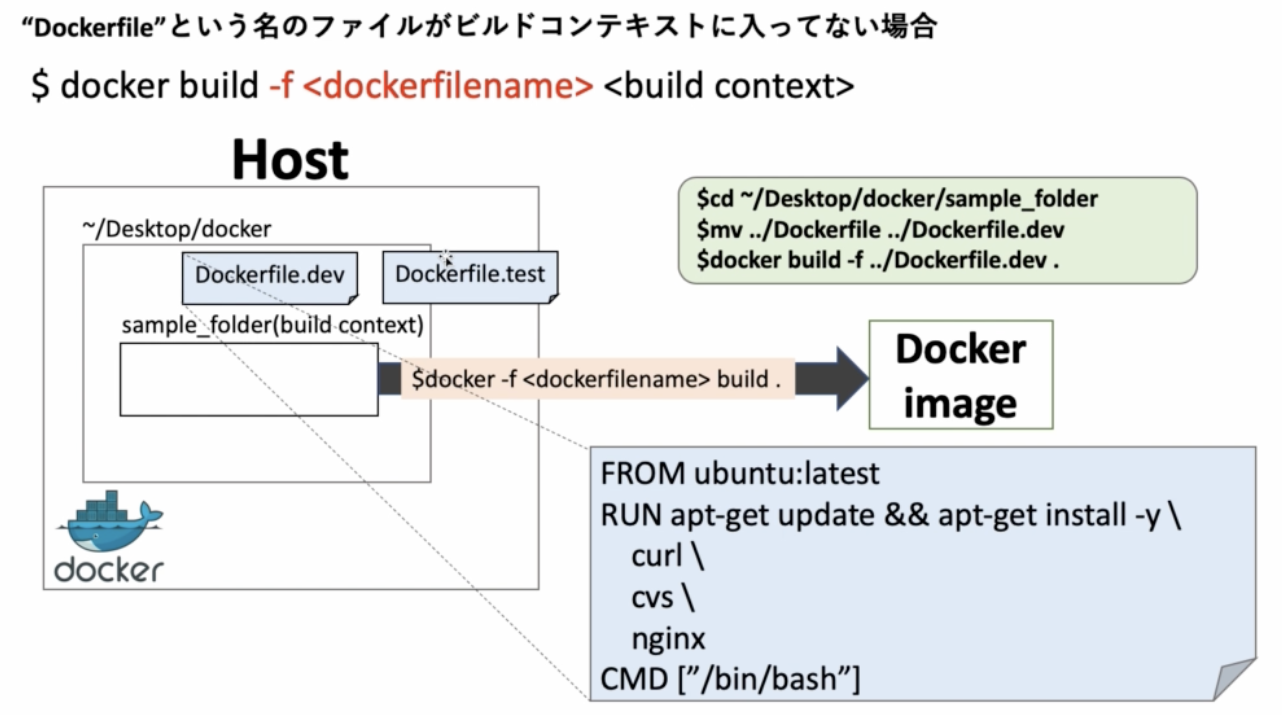 “Dockerfile”という名のファイルがビルドコンテキストに入ってない場合
$ docker build -f <dockerfilename> <build context>
Host
~/Desktop/docker
Dockerfile.dev
Dockerfile.test
sample_folder(build context)
$docker -f <dockerfilename> build .
docker
$cd ~/Desktop/docker/sample_folder
$mv ../Dockerfile ../Dockerfile.dev
$docker build -f ../Dockerfile.dev .
Docker
image
FROM ubuntu:latest
RUN apt-get update && apt-get install -y \
curl \
cvs \
nginx
CMD [”/bin/bash”]